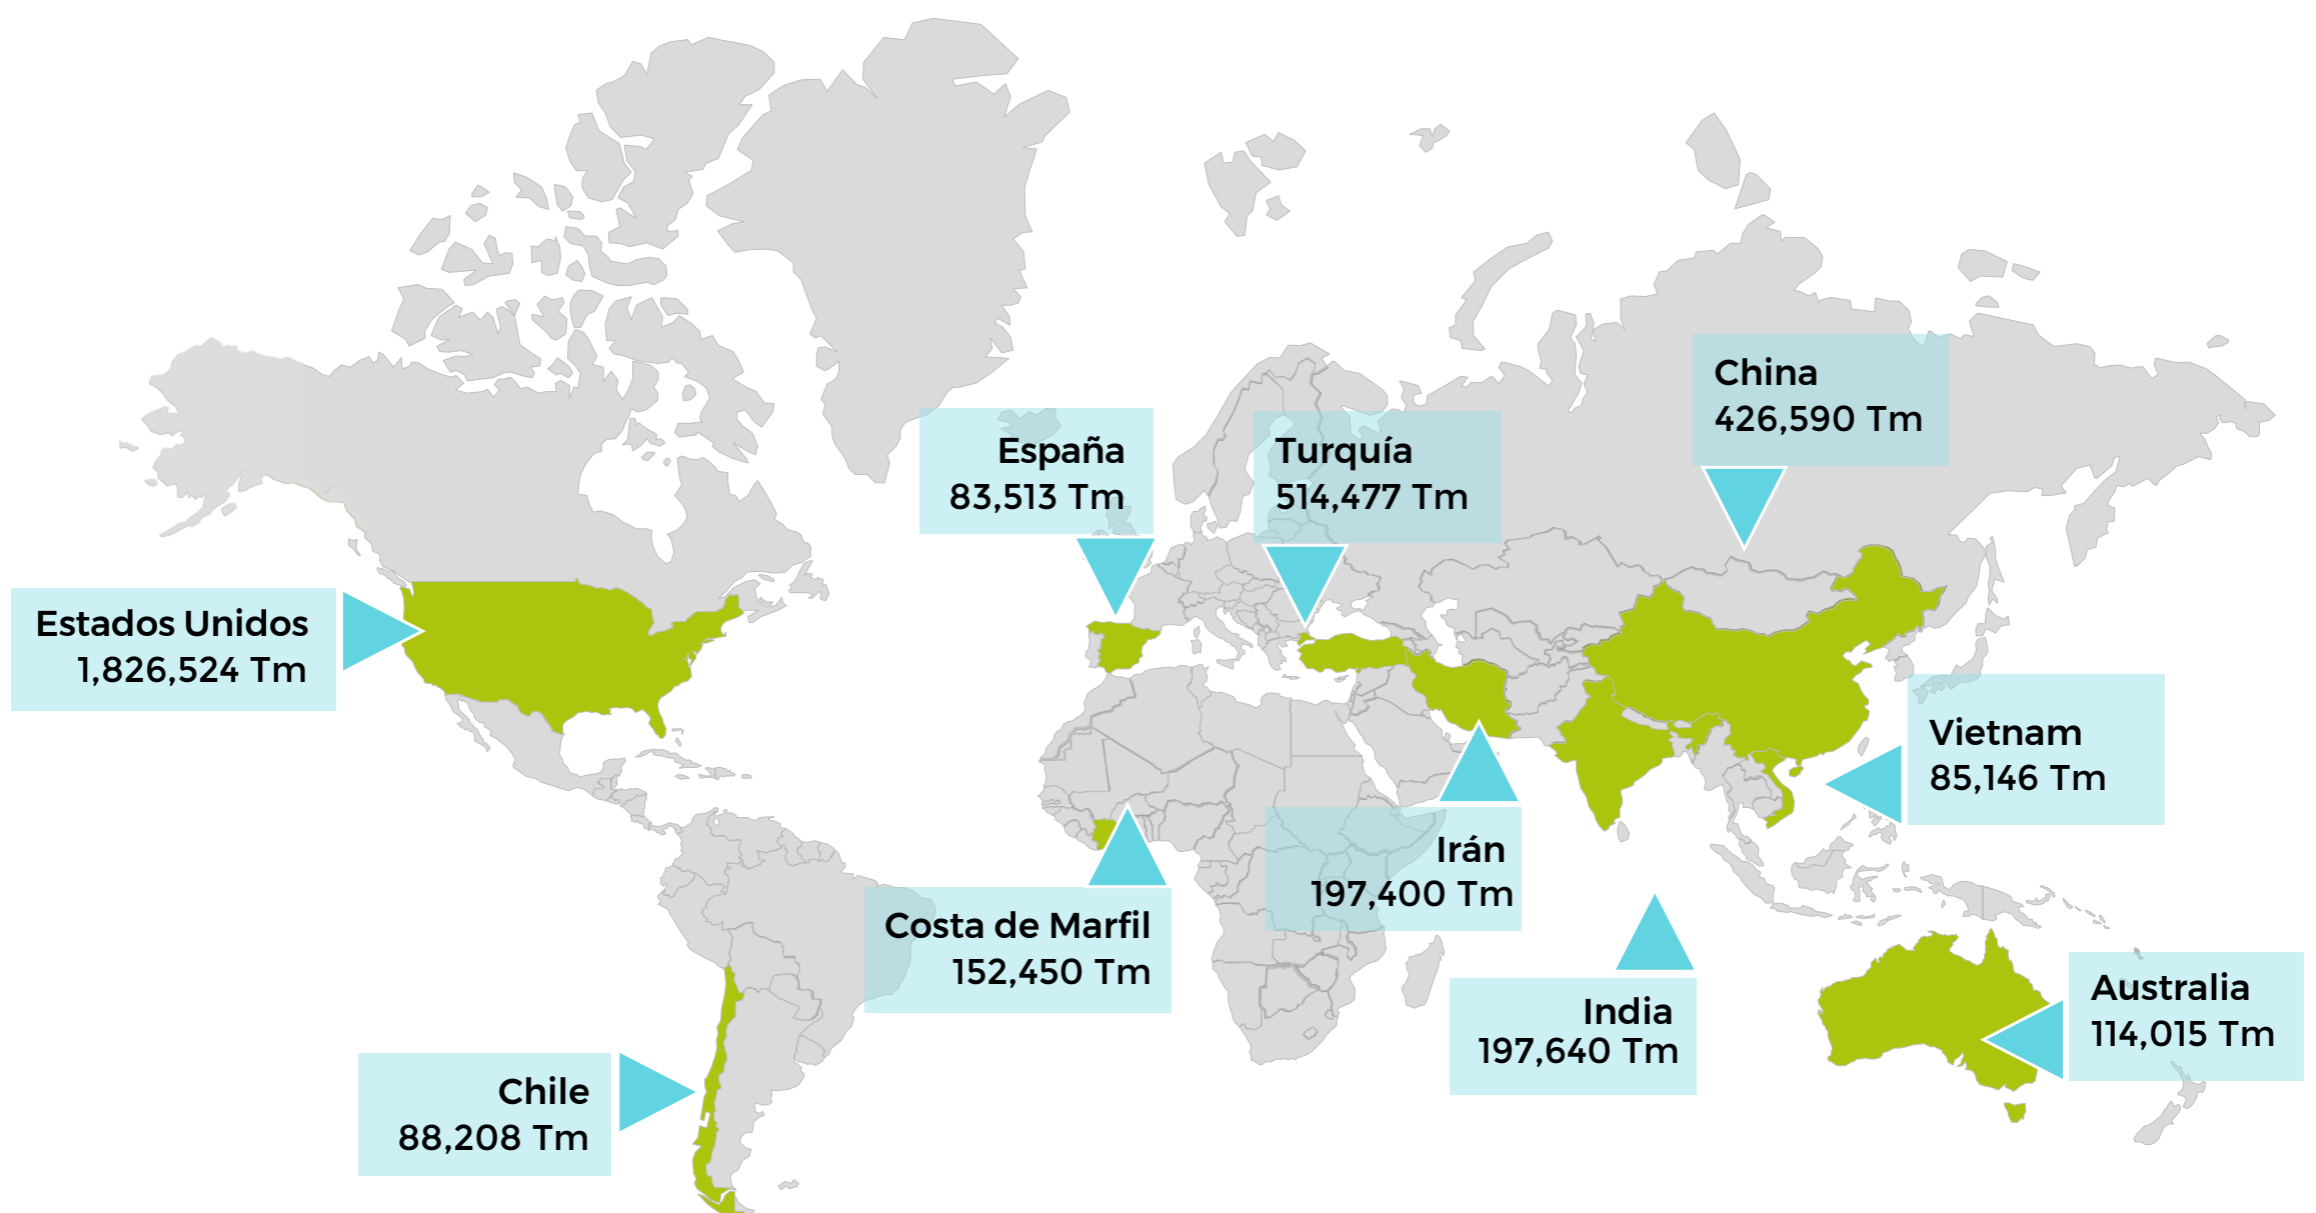 China
426,590 Tm
España
83,513 Tm
Turquía
514,477 Tm
Estados Unidos
1,826,524 Tm
Vietnam
85,146 Tm
Irán
197,400 Tm
Costa de Marfil
152,450 Tm
India
197,640 Tm
Australia
114,015 Tm
Chile
88,208 Tm